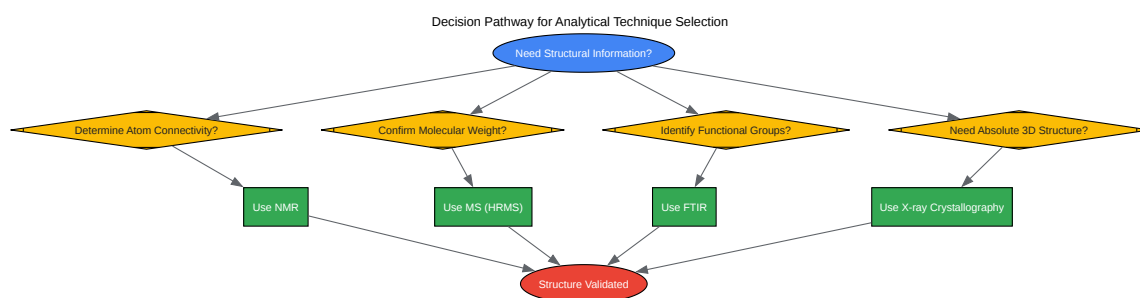 Decision Pathway for Analytical Technique Selection
Need Structural Information?
Determine Atom Connectivity?
Confirm Molecular Weight?
Identify Functional Groups?
Need Absolute 3D Structure?
Use NMR
Use MS (HRMS)
Use FTIR
Use X-ray Crystallography
Structure Validated